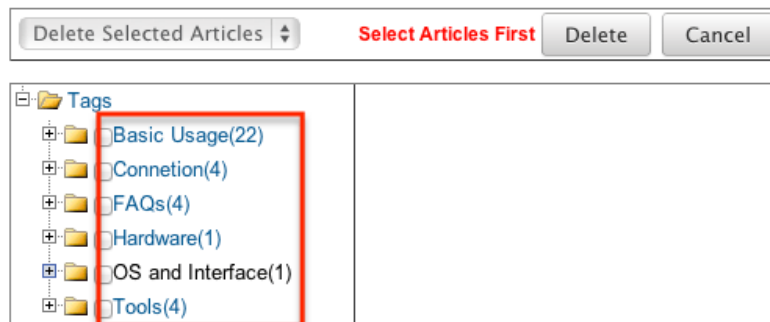 Delete Selected Articles Select Articles First Delete Cancel
Tags
Basic Usage(22)
Connetion(4)
FAQs(4)
Hardware(1)
OS and Interface(1)
Tools(4)